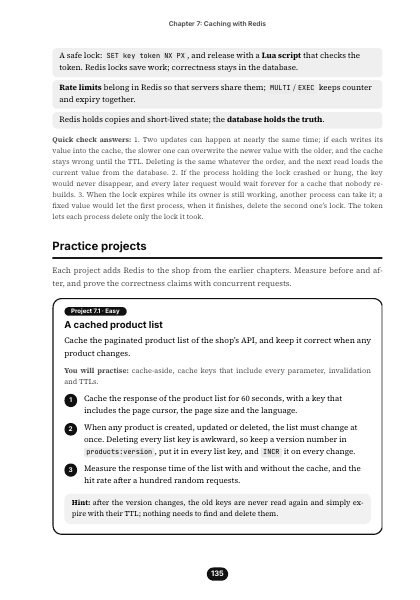 Chapter 7: Caching with Redis
A safe lock: SET key token NX PX, and release with a Lua script that checks the
token. Redis locks save work; correctness stays in the database.
Rate limits belong in Redis so that servers share them; MULTI/EXEC keeps counter
and expiry together.
Redis holds copies and short-lived state; the database holds the truth.
Quick check answers: 1. Two updates can happen at nearly the same time; if each writes its
value into the cache, the slower one can overwrite the newer value with the older, and the cache
stays wrong until the TTL. Deleting is the same whatever the order, and the next read loads the
current value from the database. 2. If the process holding the lock crashed or hung, the key
would never disappear, and every later request would wait forever for a cache that nobody re-
builds. 3. When the lock expires while its owner is still working, another process can take it; a
fixed value would let the first process, when it finishes, delete the second one's lock. The token
lets each process delete only the lock it took.
Practice projects
Each project adds Redis to the shop from the earlier chapters. Measure before and af-
ter, and prove the correctness claims with concurrent requests.
Project 7.1 · Easy
A cached product list
Cache the paginated product list of the shop's API, and keep it correct when any
product changes.
You will practise: cache-aside, cache keys that include every parameter, invalidation
and TTLs.
1 Cache the response of the product list for 60 seconds, with a key that
includes the page cursor, the page size and the language.
2 When any product is created, updated or deleted, the list must change at
once. Deleting every list key is awkward, so keep a version number in
products:version, put it in every list key, and INCR it on every change.
3 Measure the response time of the list with and without the cache, and the
hit rate after a hundred random requests.
Hint: after the version changes, the old keys are never read again and simply ex-
pire with their TTL; nothing needs to find and delete them.
135